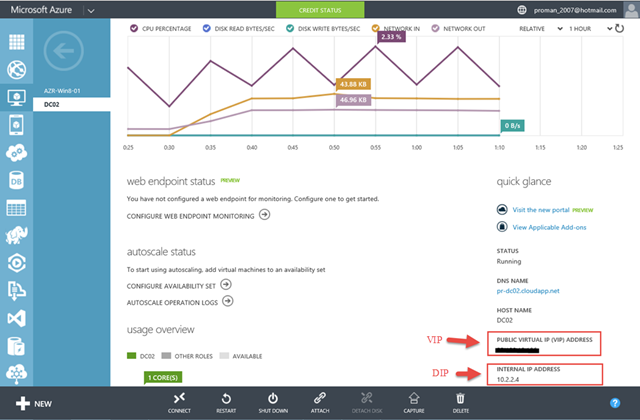 Microsoft Azure
CREDIT STATUS
proman_2007@hotmail.com
CPU PERCENTAGE
DISK READ BYTES/SEC
DISK WRITE BYTES/SEC
NETWORK IN
NETWORK OUT
RELATIVE
1 HOUR
2.33 %
AZR-Win8-01
DC02
43.88 KB
46.96 KB
0 B/s
0:25 0:30 0:35 0:40 0:45 0:50 0:55 1:00 1:05 1:10 1:15 1:20 1:25
web endpoint status PREVIEW
You have not configured a web endpoint for monitoring. Configure one to get started.
CONFIGURE WEB ENDPOINT MONITORING
autoscale status
To start using autoscaling, add virtual machines to an availability set
CONFIGURE AVAILABILITY SET
AUTOSCALE OPERATION LOGS
usage overview
DC02
OTHER ROLES
AVAILABLE
1 CORE(S)
quick glance
Visit the new portal PREVIEW
View Applicable Add-ons
STATUS
Running
DNS NAME
pr-dc02.cloudapp.net
HOST NAME
DC02
VIP
PUBLIC VIRTUAL IP (VIP) ADDRESS
DIP
INTERNAL IP ADDRESS
10.2.2.4
DB
NEW
CONNECT
RESTART
SHUT DOWN
ATTACH
DETACH DISK
CAPTURE
DELETE
?